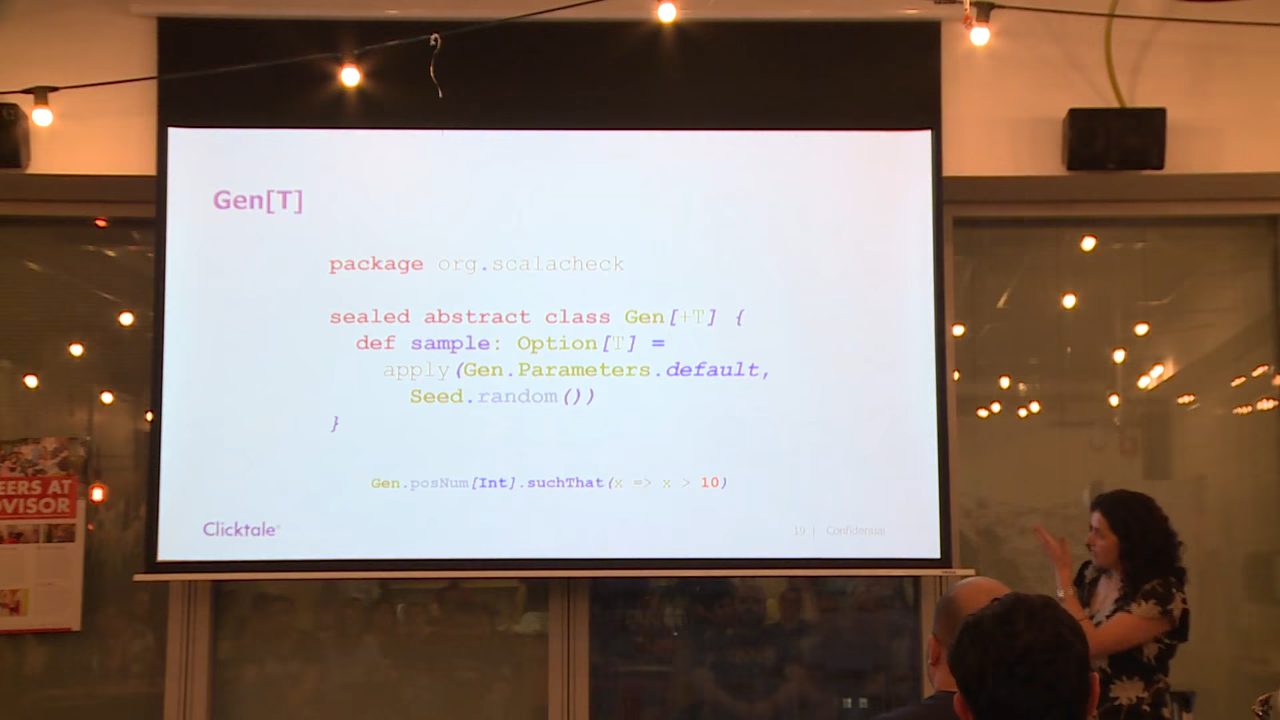 Gen[T]
package org.scalacheck
sealed abstract class Gen[+T] {
def sample: Option[T] =
apply(Gen.Parameters.default,
Seed.random())
}
Gen.posNum[Int].suchThat(x => x > 10)
Clicktale
19 | Confidential
EERS AT
VISOR